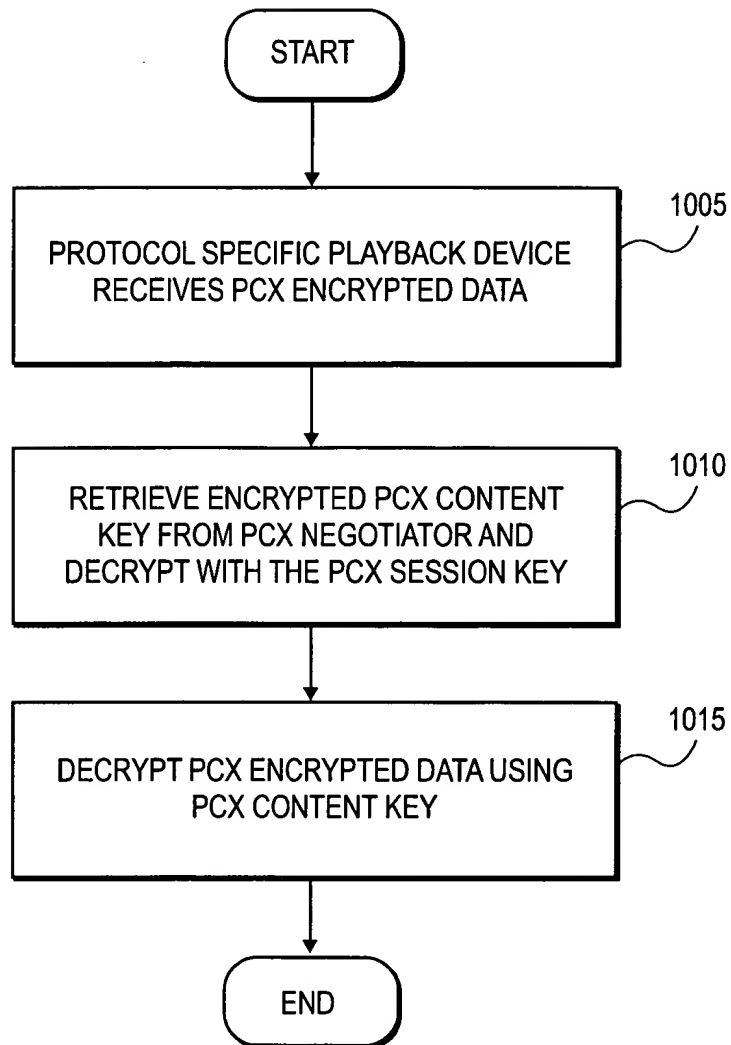 START
1005
PROTOCOL SPECIFIC PLAYBACK DEVICE
RECEIVES PCX ENCRYPTED DATA
1010
RETRIEVE ENCRYPTED PCX CONTENT
KEY FROM PCX NEGOTIATOR AND
DECRYPT WITH THE PCX SESSION KEY
1015
DECRYPT PCX ENCRYPTED DATA USING
PCX CONTENT KEY
END